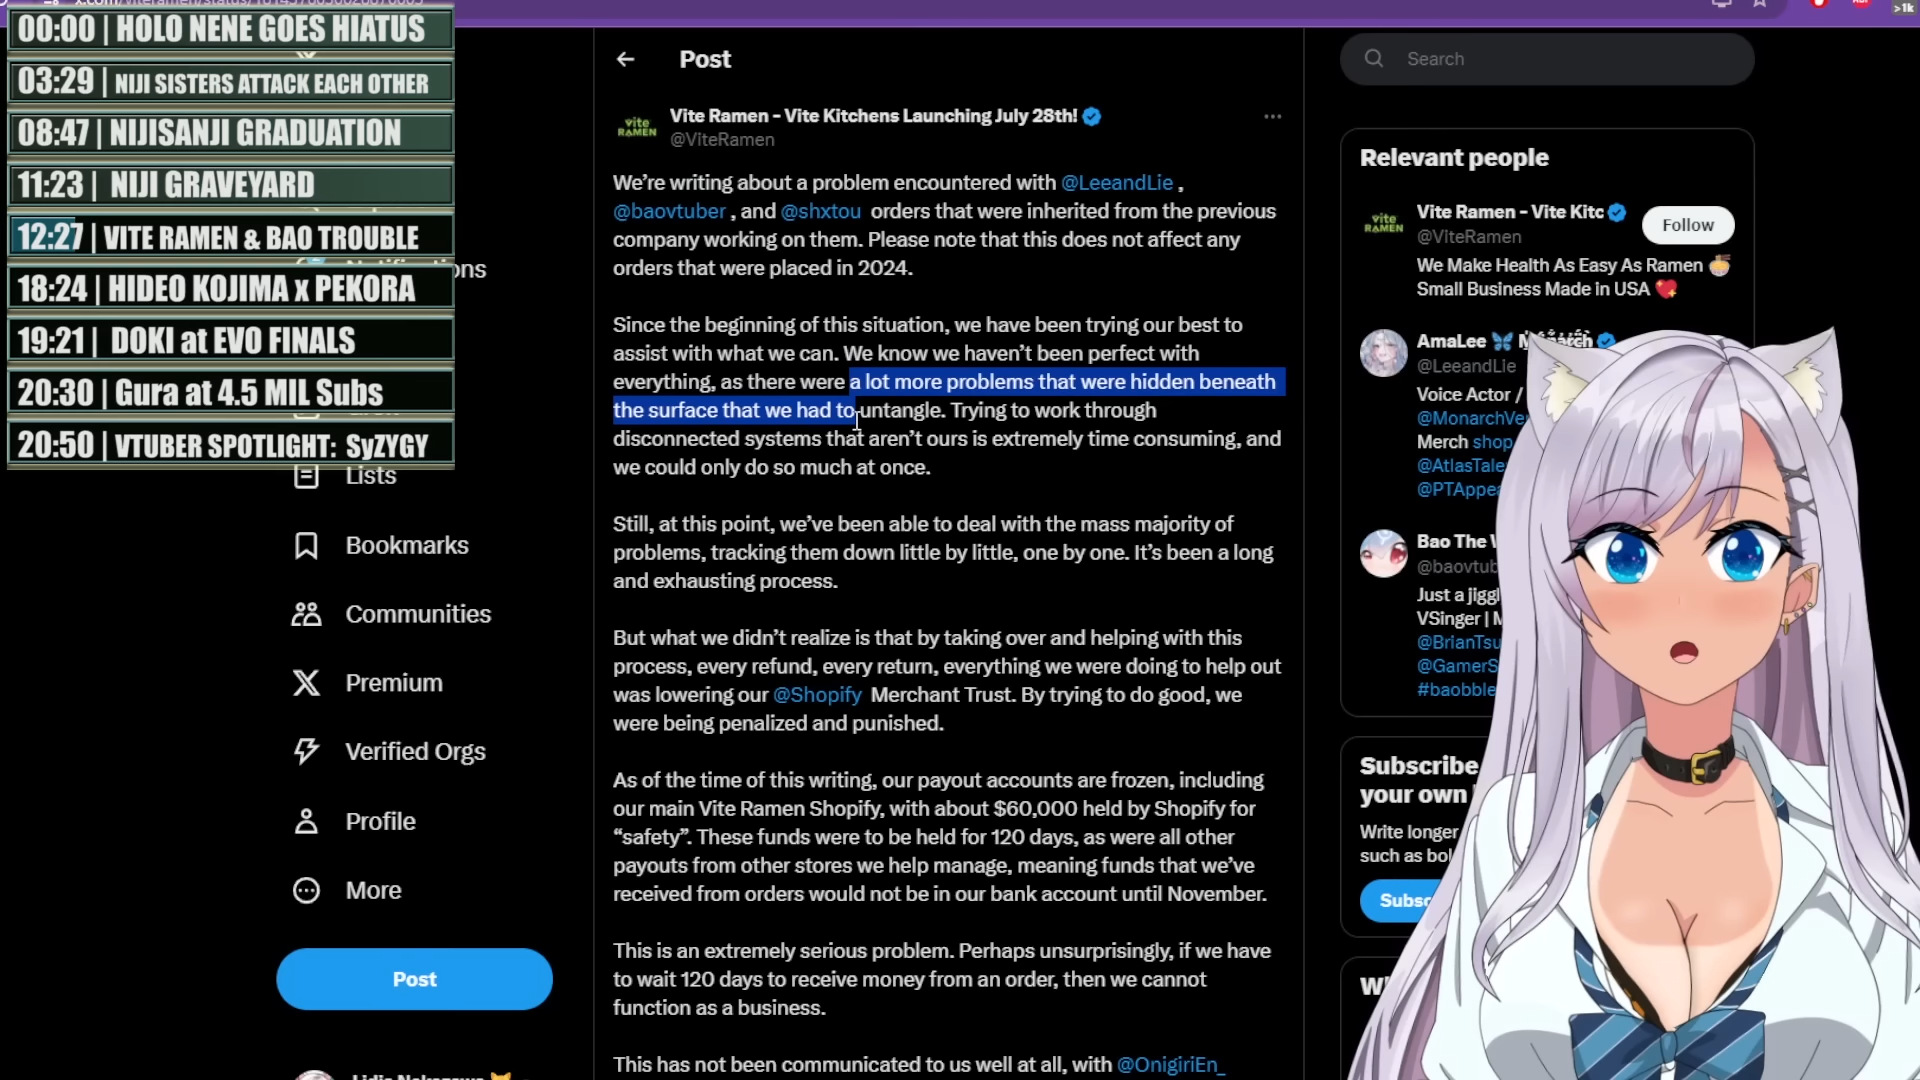 00:00 | HOLO NENE GOES HIATUS
03:29 | NIJI SISTERS ATTACK EACH OTHER
08:47 | NIJISANJI GRADUATION
11:23 | NIJI GRAVEYARD
12:27 | VITE RAMEN & BAO TROUBLE
18:24 | HIDEO KOJIMA x PEKORA
19:21 | DOKI at EVO FINALS
20:30 | Gura at 4.5 MIL Subs
20:50 | VTUBER SPOTLIGHT: SyZYGY
Lists
Bookmarks
Communities
Premium
Verified Orgs
Profile
More
Post
Post
vite RAMEN
Vite Ramen - Vite Kitchens Launching July 28th!
@ViteRamen
We're writing about a problem encountered with @LeeandLie ,
@baovtuber , and @shxtou orders that were inherited from the previous
company working on them. Please note that this does not affect any
orders that were placed in 2024.
Since the beginning of this situation, we have been trying our best to
assist with what we can. We know we haven't been perfect with
everything, as there were a lot more problems that were hidden beneath
the surface that we had to untangle. Trying to work through
disconnected systems that aren't ours is extremely time consuming, and
we could only do so much at once.
Still, at this point, we've been able to deal with the mass majority of
problems, tracking them down little by little, one by one. It's been a long
and exhausting process.
But what we didn't realize is that by taking over and helping with this
process, every refund, every return, everything we were doing to help out
was lowering our @Shopify Merchant Trust. By trying to do good, we
were being penalized and punished.
As of the time of this writing, our payout accounts are frozen, including
our main Vite Ramen Shopify, with about $60,000 held by Shopify for
“safety”. These funds were to be held for 120 days, as were all other
payouts from other stores we help manage, meaning funds that we've
received from orders would not be in our bank account until November.
This is an extremely serious problem. Perhaps unsurprisingly, if we have
to wait 120 days to receive money from an order, then we cannot
function as a business.
This has not been communicated to us well at all, with @OnigiriEn_
>1k
Search
Relevant people
vite RAMEN
Vite Ramen - Vite Kitc
@ViteRamen
Follow
We Make Health As Easy As Ramen
Small Business Made in USA
AmaLee
@LeeandLie
Voice Actor /
@MonarchVe
Merch shop
@AtlasTale
@PTAppea
Bao The
@baovtub
Just a jiggl
VSinger |
@BrianTsu
@GamerS
#baobble
Subscribe
your own
Write longer
such as bol
Subsc